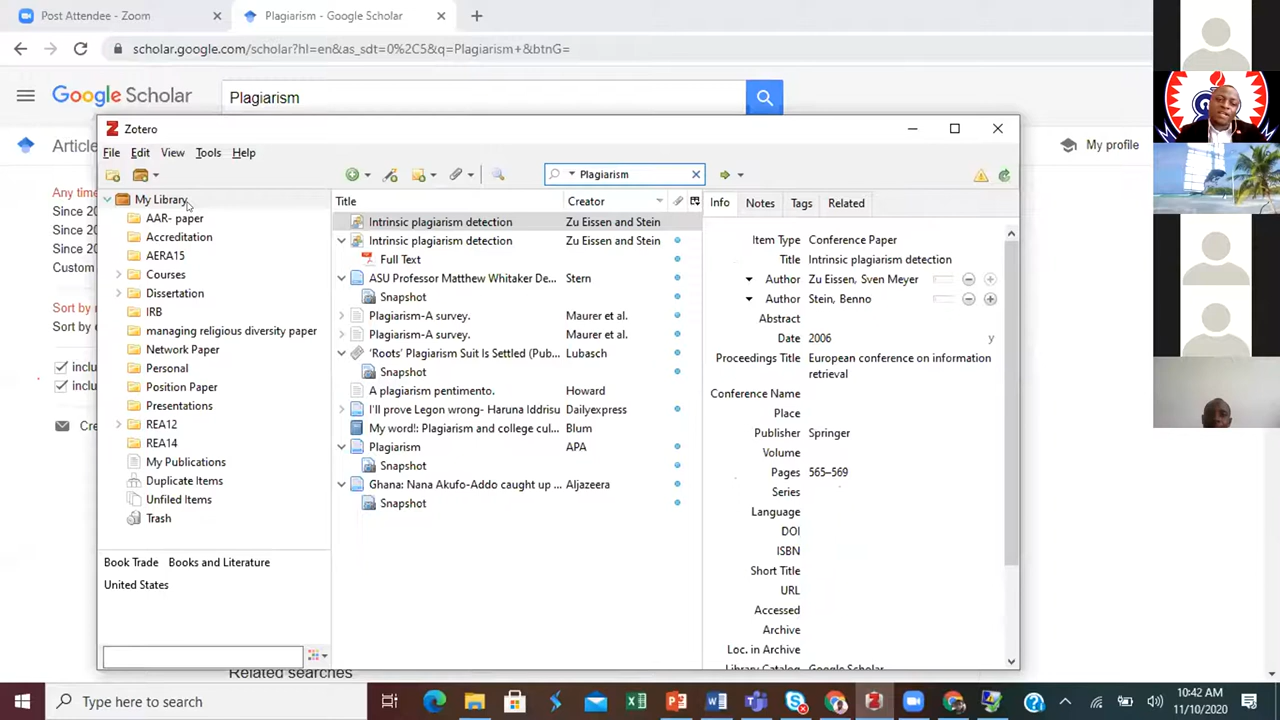 Post Attendee - Zoom
Plagiarism - Google Scholar
scholar.google.com/scholar?hl=en&as_sdt=0%2C5&q=Plagiarism+&btnG=
Google Scholar
Plagiarism
Article
My profile
Any time
Since 20
Since 20
Since 20
Custom
Sort by r
Sort by
inclu
inclu
Cre
Related searches
Zotero
File Edit View Tools Help
Plagiarism
My Library
AAR- paper
Accreditation
AERA15
Courses
Dissertation
IRB
managing religious diversity paper
Network Paper
Personal
Position Paper
Presentations
REA12
REA14
My Publications
Duplicate Items
Unfiled Items
Trash
Book Trade Books and Literature
United States
Title Creator
Intrinsic plagiarism detection Zu Eissen and Stein
Intrinsic plagiarism detection Zu Eissen and Stein
Full Text
ASU Professor Matthew Whitaker De... Stern
Snapshot
Plagiarism-A survey. Maurer et al.
Plagiarism-A survey. Maurer et al.
‘Roots’ Plagiarism Suit Is Settled (Pub... Lubasch
Snapshot
A plagiarism pentimento. Howard
I'll prove Legon wrong- Haruna Iddrisu Dailyexpress
My word!: Plagiarism and college cul... Blum
Plagiarism APA
Snapshot
Ghana: Nana Akufo-Addo caught up ... Aljazeera
Snapshot
Info Notes Tags Related
Item Type Conference Paper
Title Intrinsic plagiarism detection
Author Zu Eissen, Sven Meyer
Author Stein, Benno
Abstract
Date 2006 y
Proceedings Title European conference on information
retrieval
Conference Name
Place
Publisher Springer
Volume
Pages 565–569
Series
Language
DOI
ISBN
Short Title
URL
Accessed
Archive
Loc. in Archive
Library Catalog Google Scholar
Type here to search
10:42 AM
11/10/2020